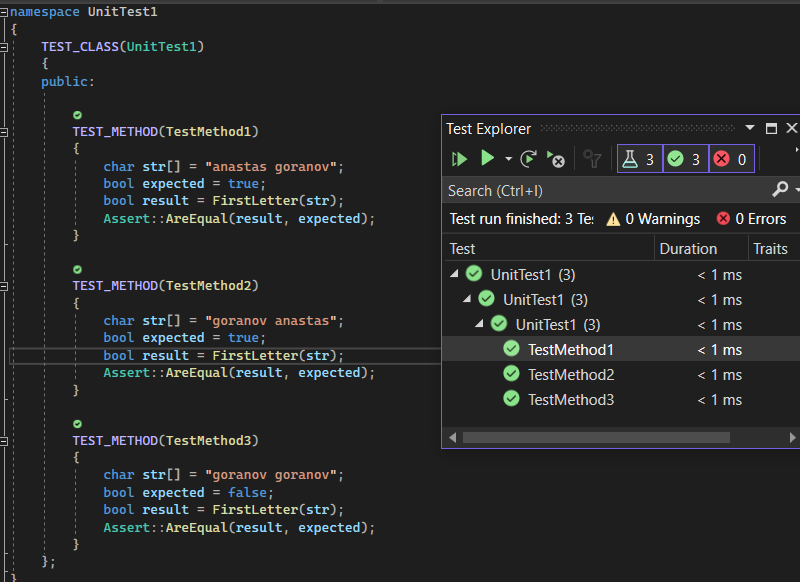 namespace UnitTest1
{
TEST_CLASS(UnitTest1)
{
public:
TEST_METHOD(TestMethod1)
{
char str[] = "anastas goranov";
bool expected = true;
bool result = FirstLetter(str);
Assert::AreEqual(result, expected);
}
TEST_METHOD(TestMethod2)
{
char str[] = "goranov anastas";
bool expected = true;
bool result = FirstLetter(str);
Assert::AreEqual(result, expected);
}
TEST_METHOD(TestMethod3)
{
char str[] = "goranov goranov";
bool expected = false;
bool result = FirstLetter(str);
Assert::AreEqual(result, expected);
}
};
}
Test Explorer
3 3 0
Search (Ctrl+I)
Test run finished: 3 Te 0 Warnings 0 Errors
Test Duration Traits
UnitTest1 (3) < 1 ms
UnitTest1 (3) < 1 ms
UnitTest1 (3) < 1 ms
TestMethod1 < 1 ms
TestMethod2 < 1 ms
TestMethod3 < 1 ms